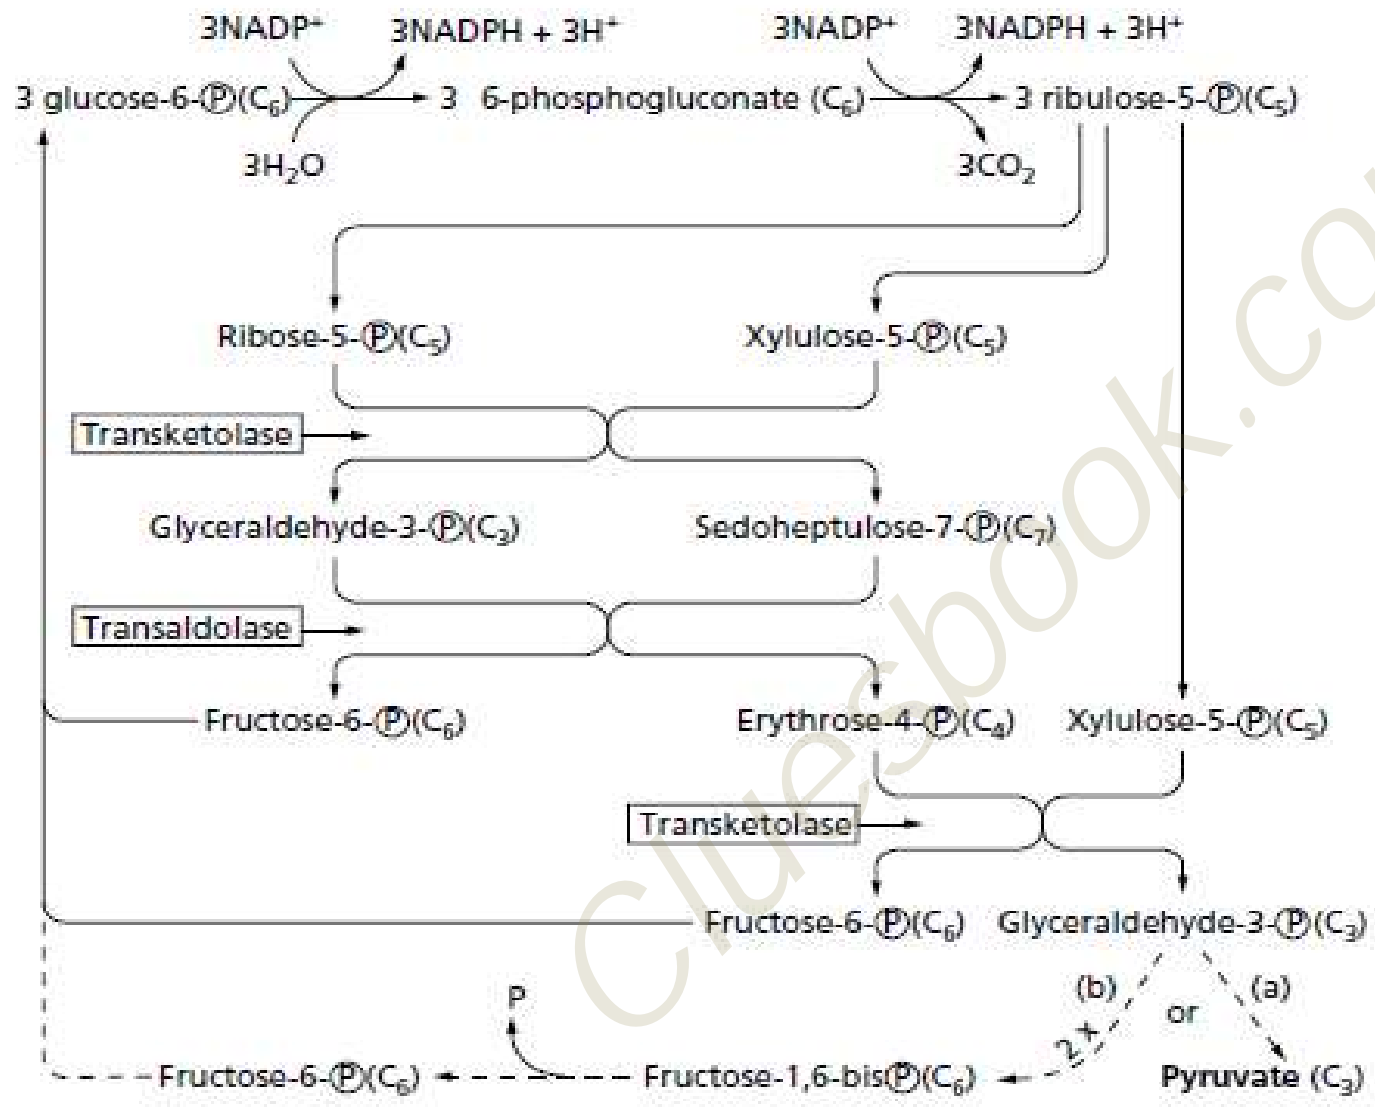 3NADP⁺ 3NADPH + 3H⁺ 3NADP⁺ 3NADPH + 3H⁺
3 glucose-6-Ⓟ(C₆) 3 6-phosphogluconate (C₆) 3 ribulose-5-Ⓟ(C₅)
3H₂O 3CO₂
Ribose-5-Ⓟ(C₅) Xylulose-5-Ⓟ(C₅)
Transketolase
Glyceraldehyde-3-Ⓟ(C₃) Sedoheptulose-7-Ⓟ(C₇)
Transaldolase
Fructose-6-Ⓟ(C₆) Erythrose-4-Ⓟ(C₄) Xylulose-5-Ⓟ(C₅)
Transketolase
Fructose-6-Ⓟ(C₆) Glyceraldehyde-3-Ⓟ(C₃)
P (b) or (a)
2 x
Fructose-6-Ⓟ(C₆) Fructose-1,6-bisⓅ(C₆) Pyruvate (C₃)
Cluesbook.co